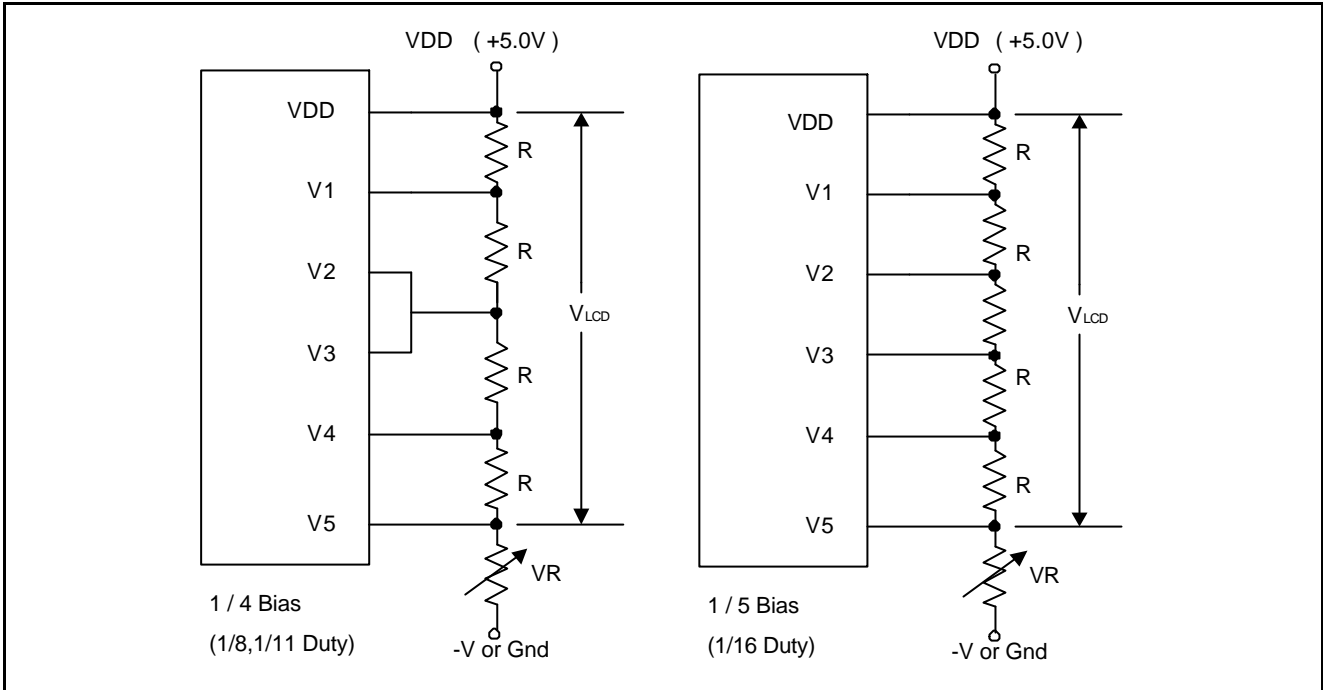 VDD ( +5.0V )
VDD
R
V1
R
V2
VLCD
V3
R
V4
R
V5
VR
1 / 4 Bias
(1/8,1/11 Duty)
-V or Gnd
VDD ( +5.0V )
VDD
R
V1
R
V2
VLCD
V3
R
V4
R
V5
VR
1 / 5 Bias
(1/16 Duty)
-V or Gnd